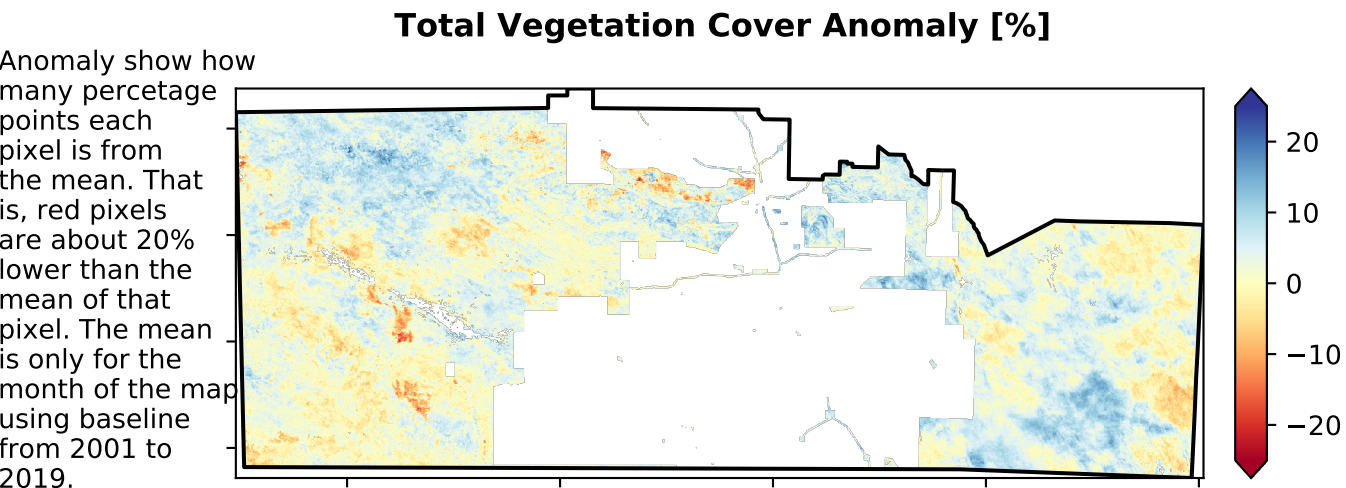 Total Vegetation Cover Anomaly [%]
Anomaly show how
many percetage
points each
pixel is from
the mean. That
is, red pixels
are about 20%
lower than the
mean of that
pixel. The mean
is only for the
month of the map
using baseline
from 2001 to
2019.
20
10
0
−10
−20